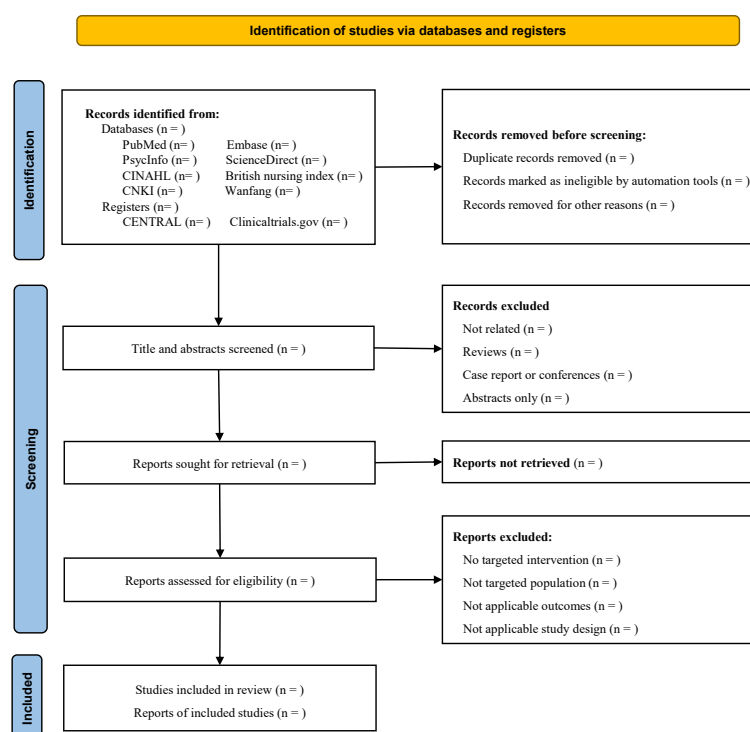 Identification of studies via databases and registers
Identification
Records identified from:
Databases (n = )
PubMed (n= ) Embase (n= )
PsycInfo (n= ) ScienceDirect (n= )
CINAHL (n= ) British nursing index (n= )
CNKI (n= ) Wanfang (n= )
Registers (n= )
CENTRAL (n= ) Clinicaltrials.gov (n= )
Records removed before screening:
Duplicate records removed (n = )
Records marked as ineligible by automation tools (n = )
Records removed for other reasons (n = )
Screening
Title and abstracts screened (n = )
Records excluded
Not related (n = )
Reviews (n = )
Case report or conferences (n = )
Abstracts only (n = )
Reports sought for retrieval (n = )
Reports not retrieved (n = )
Reports assessed for eligibility (n = )
Reports excluded:
No targeted intervention (n = )
Not targeted population (n = )
Not applicable outcomes (n = )
Not applicable study design (n = )
Included
Studies included in review (n = )
Reports of included studies (n = )